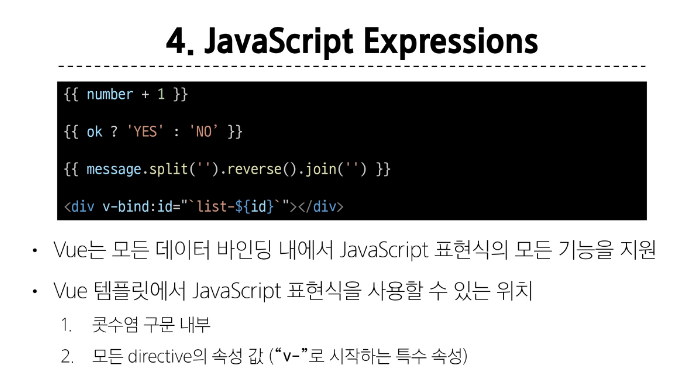 4. JavaScript Expressions
{{ number + 1 }}
{{ ok ? 'YES' : 'NO’ }}
{{ message.split('').reverse().join('') }}
<div v-bind:id="`list-${id}`"></div>
• Vue는 모든 데이터 바인딩 내에서 JavaScript 표현식의 모든 기능을 지원
• Vue 템플릿에서 JavaScript 표현식을 사용할 수 있는 위치
1. 콧수염 구문 내부
2. 모든 directive의 속성 값 (“v-”로 시작하는 특수 속성)